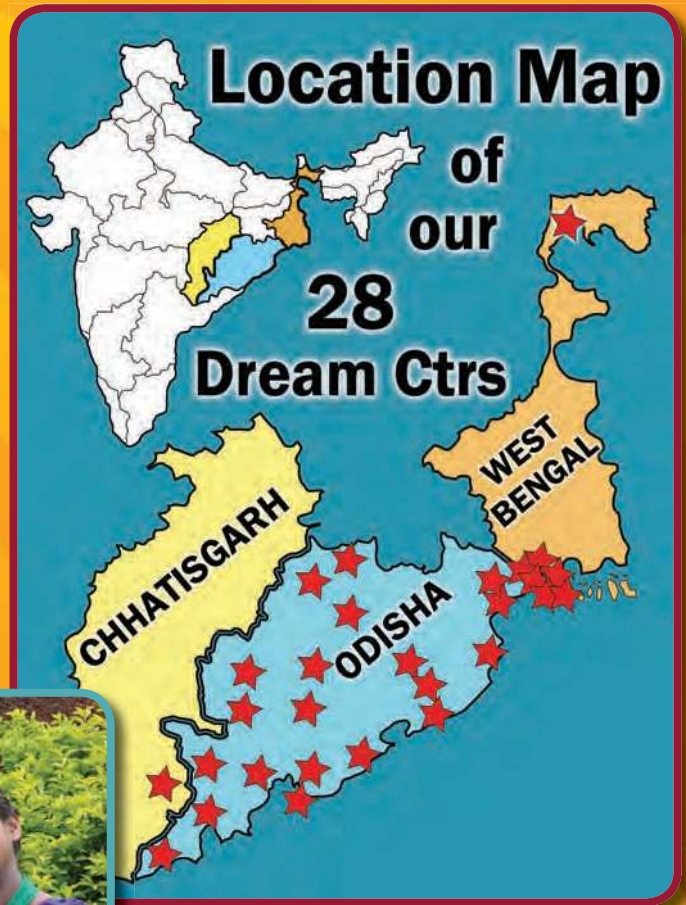 Location Map
of
our
28
Dream Ctrs
WEST
BENGAL
CHHATISGARH
ODISHA